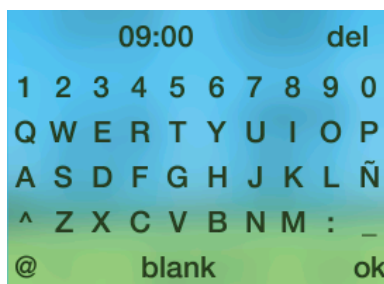 09:00 del
1 2 3 4 5 6 7 8 9 0
Q W E R T Y U I O P
A S D F G H J K L Ñ
^ Z X C V B N M : _
@ blank ok